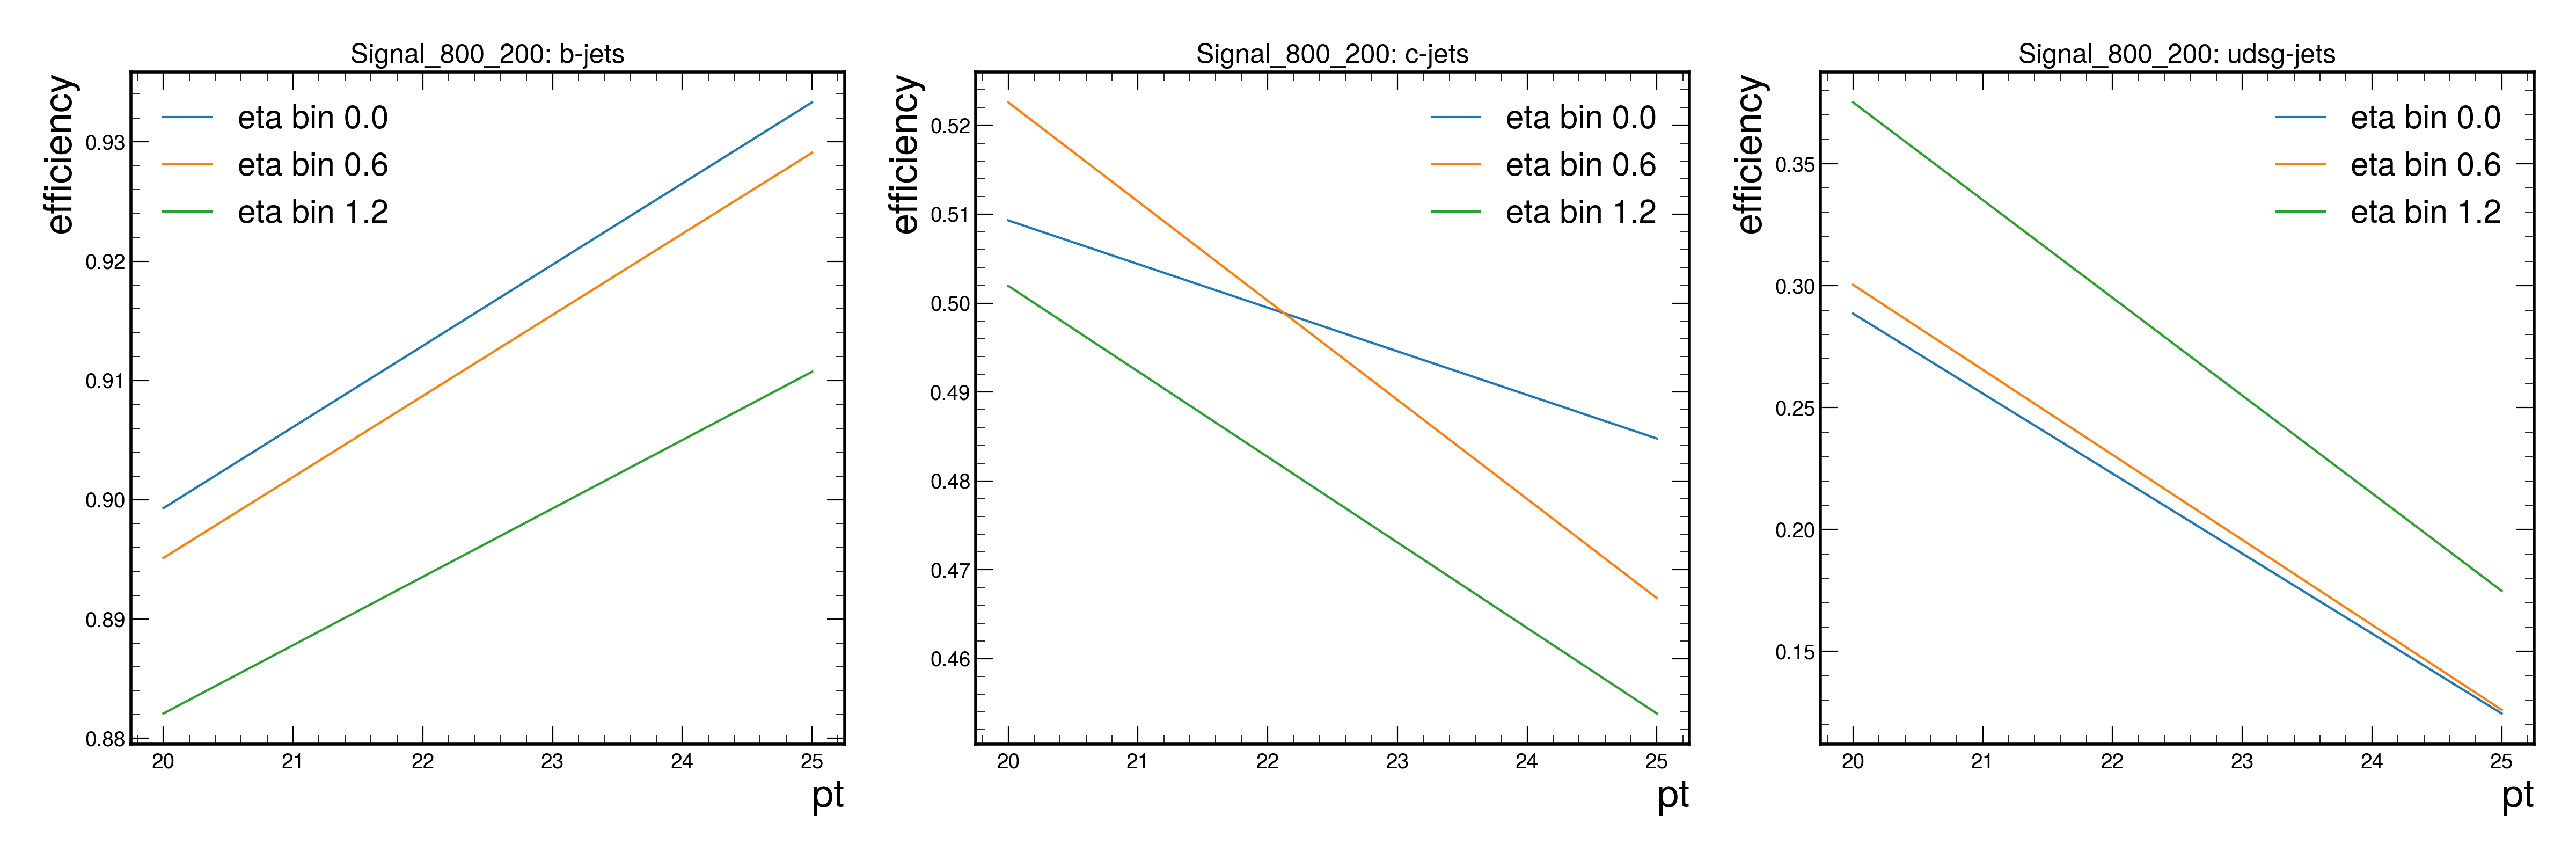 Signal_800_200: b-jets
efficiency
eta bin 0.0
eta bin 0.6
eta bin 1.2
0.93
0.92
0.91
0.90
0.89
0.88
20 21 22 23 24 25
pt
Signal_800_200: c-jets
efficiency
eta bin 0.0
eta bin 0.6
eta bin 1.2
0.52
0.51
0.50
0.49
0.48
0.47
0.46
20 21 22 23 24 25
pt
Signal_800_200: udsg-jets
efficiency
eta bin 0.0
eta bin 0.6
eta bin 1.2
0.35
0.30
0.25
0.20
0.15
20 21 22 23 24 25
pt